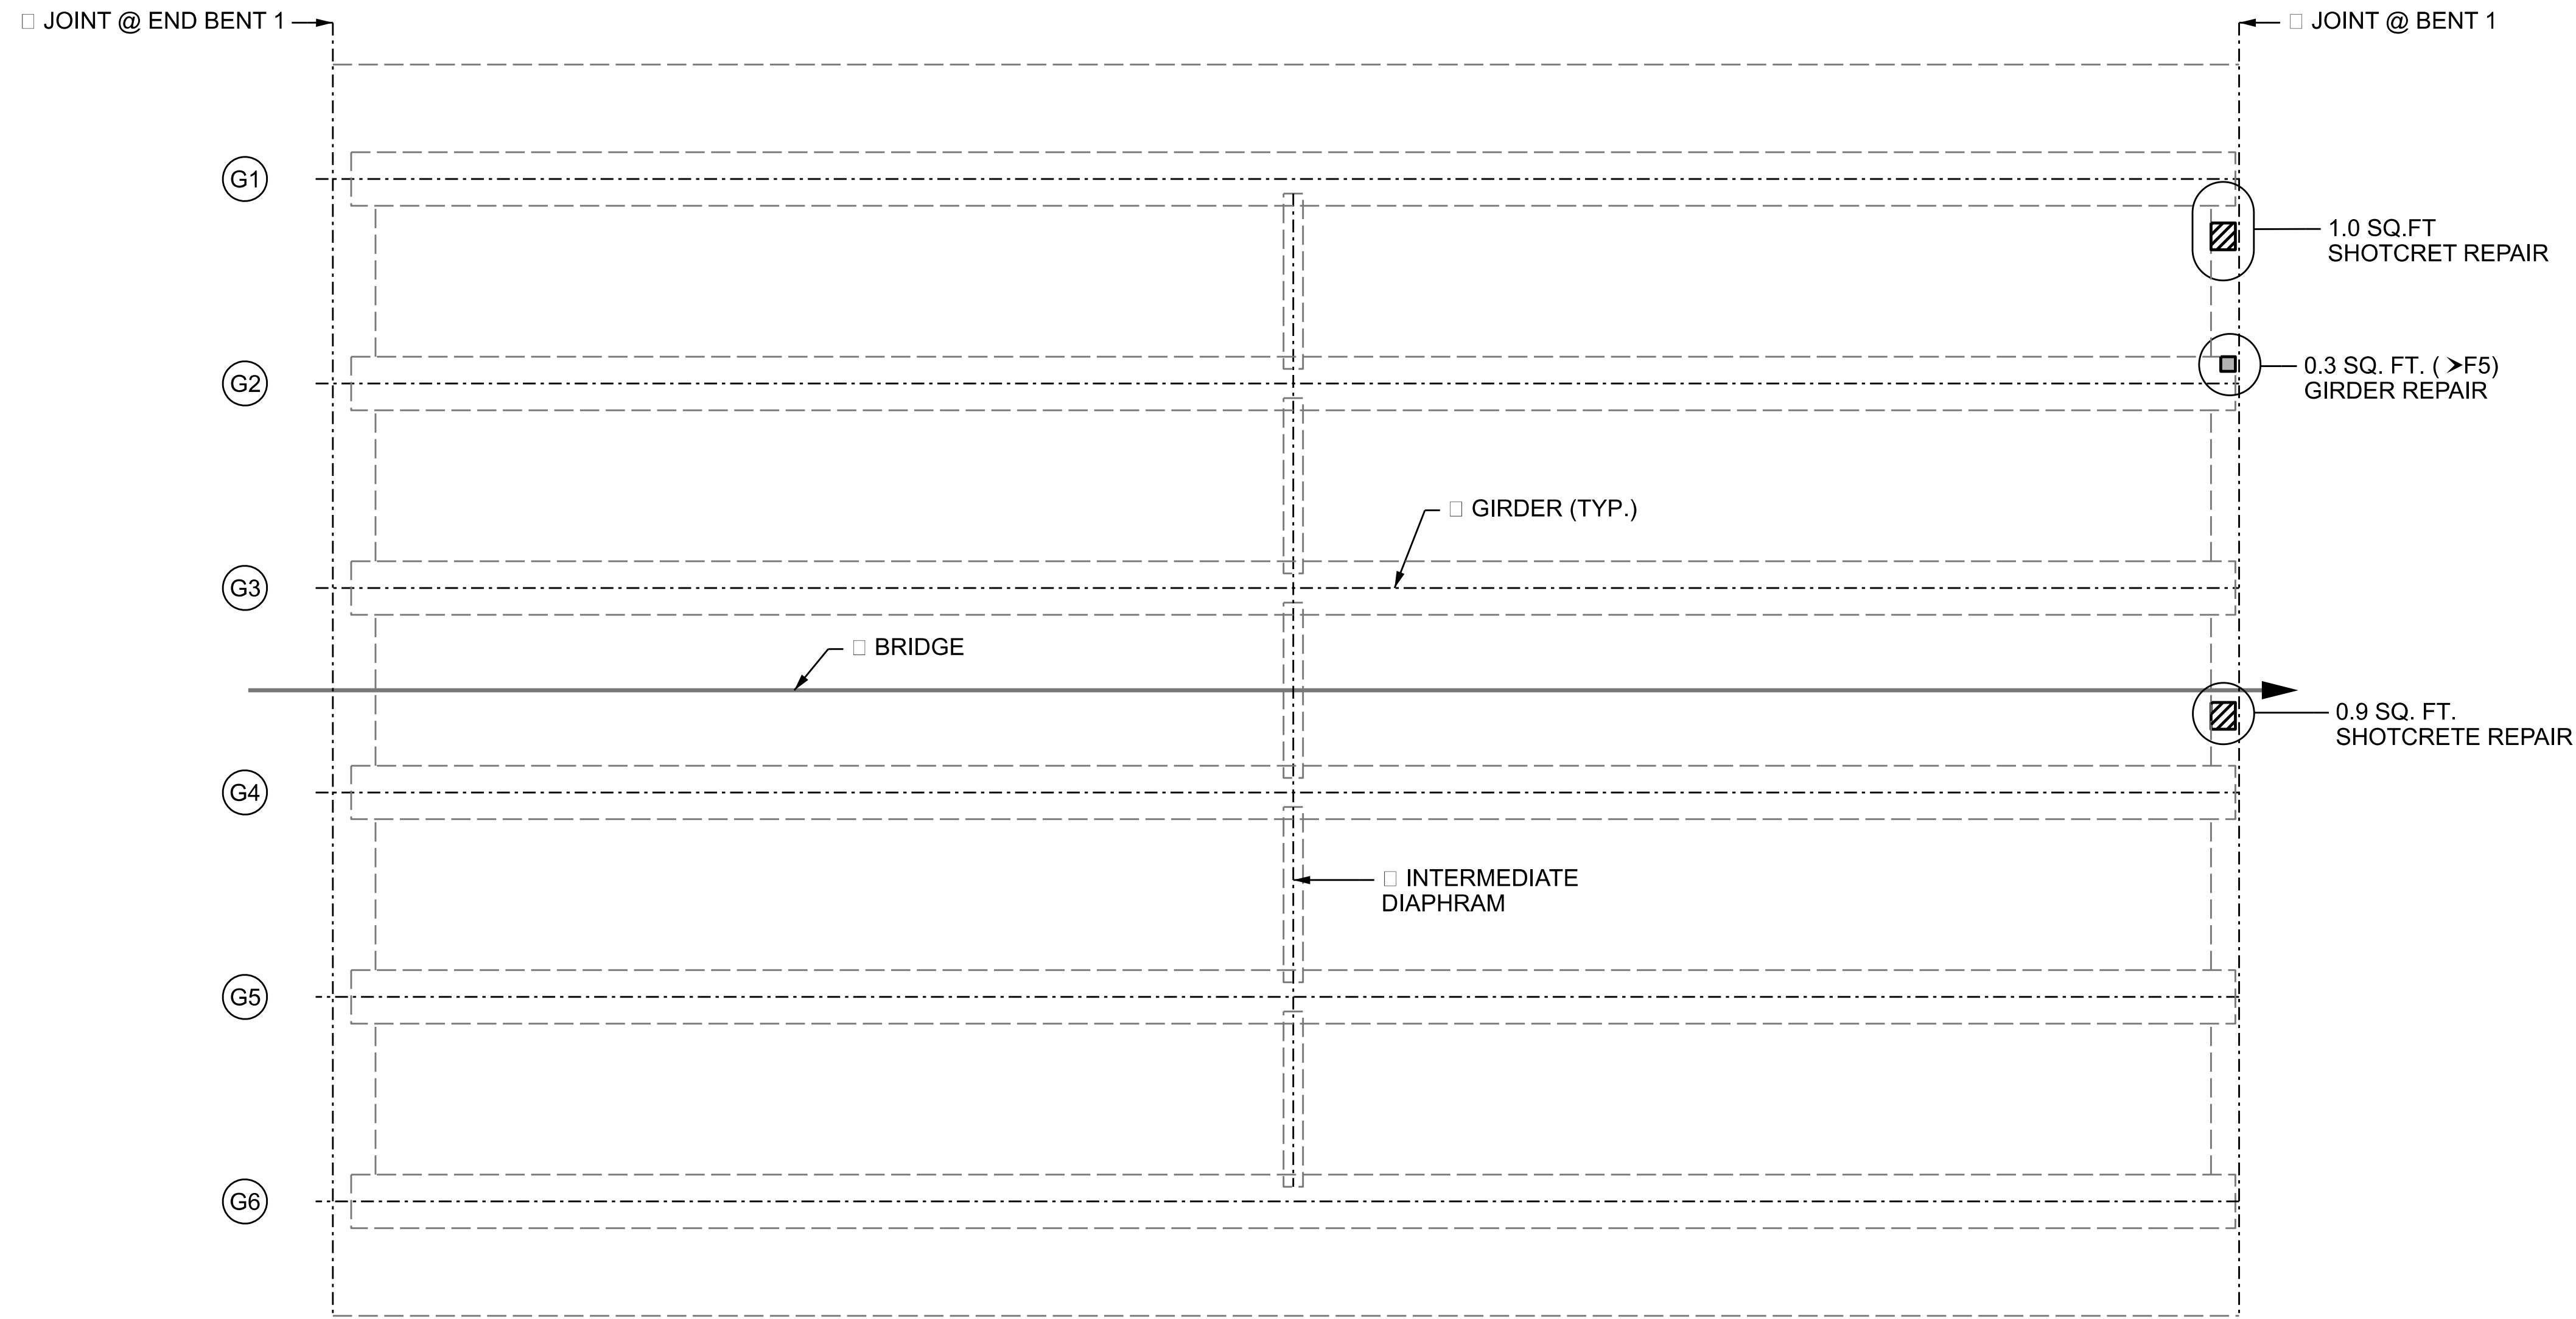 □ JOINT @ END BENT 1
□ JOINT @ BENT 1
G1
1.0 SQ.FT
SHOTCRET REPAIR
G2
0.3 SQ. FT. ( >F5)
GIRDER REPAIR
□ GIRDER (TYP.)
G3
□ BRIDGE
0.9 SQ. FT.
SHOTCRETE REPAIR
G4
□ INTERMEDIATE
DIAPHRAM
G5
G6